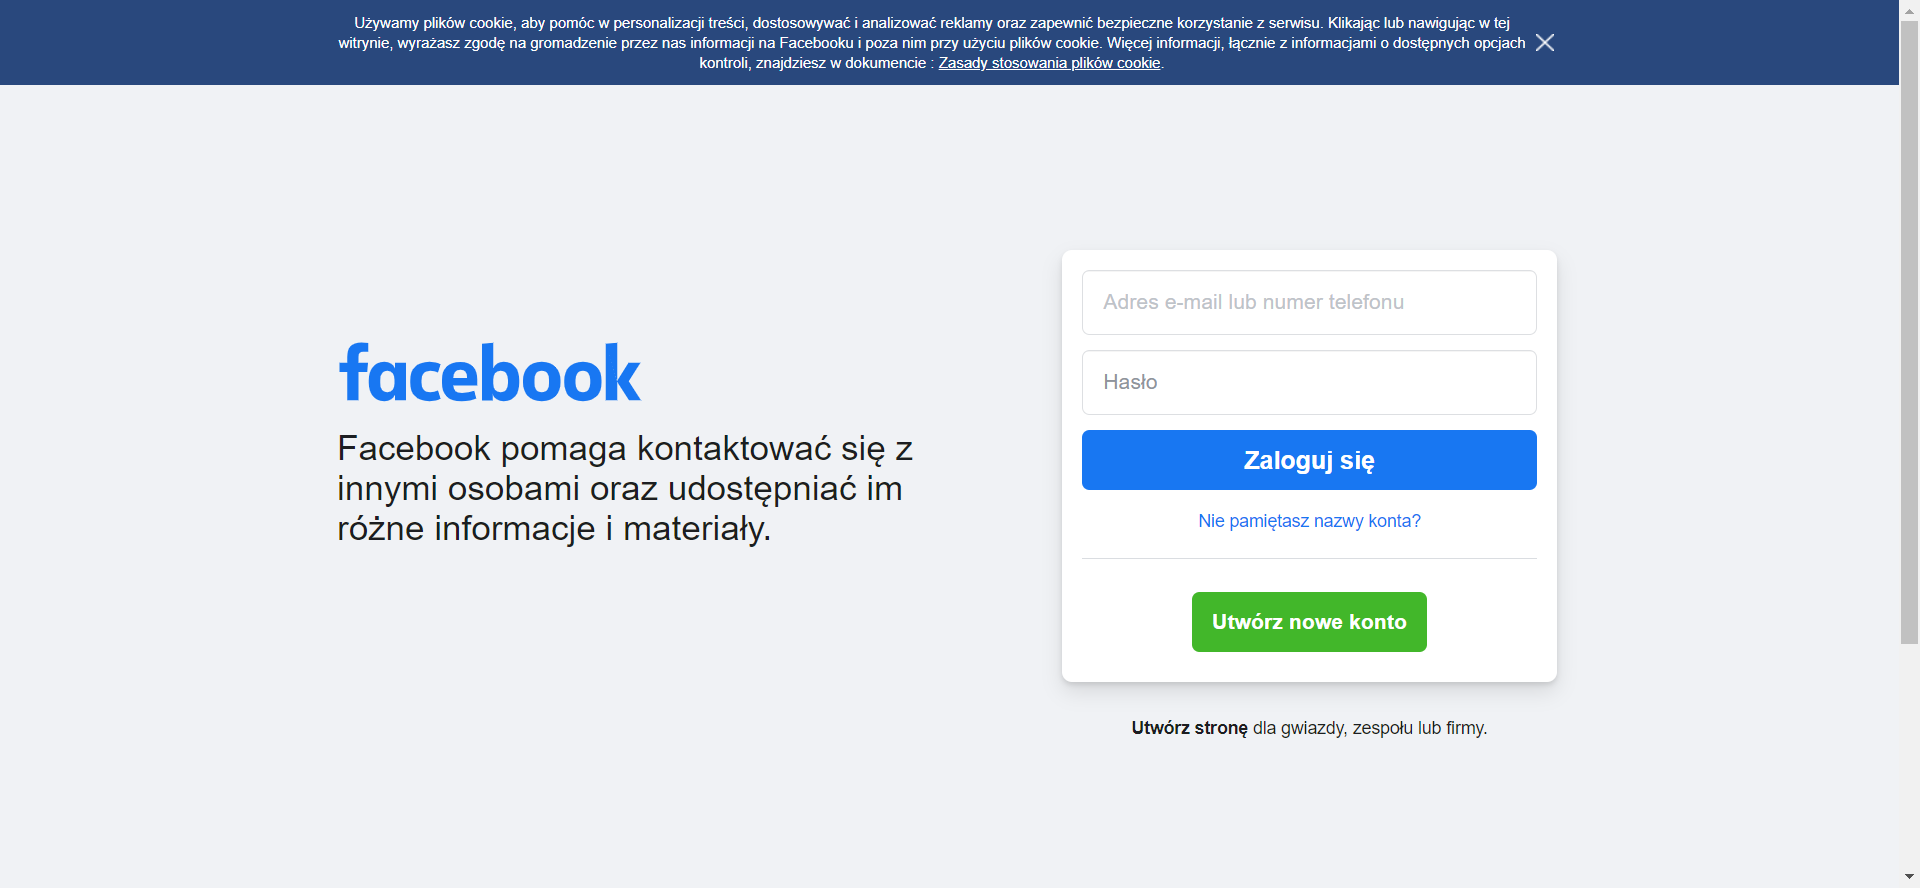 Używamy plików cookie, aby pomóc w personalizacji treści, dostosowywać i analizować reklamy oraz zapewnić bezpieczne korzystanie z serwisu. Klikając lub nawigując w tej
witrynie, wyrażasz zgodę na gromadzenie przez nas informacji na Facebooku i poza nim przy użyciu plików cookie. Więcej informacji, łącznie z informacjami o dostępnych opcjach
kontroli, znajdziesz w dokumencie : Zasady stosowania plików cookie.
facebook
Facebook pomaga kontaktować się z
innymi osobami oraz udostępniać im
różne informacje i materiały.
Adres e-mail lub numer telefonu
Hasło
Zaloguj się
Nie pamiętasz nazwy konta?
Utwórz nowe konto
Utwórz stronę dla gwiazdy, zespołu lub firmy.